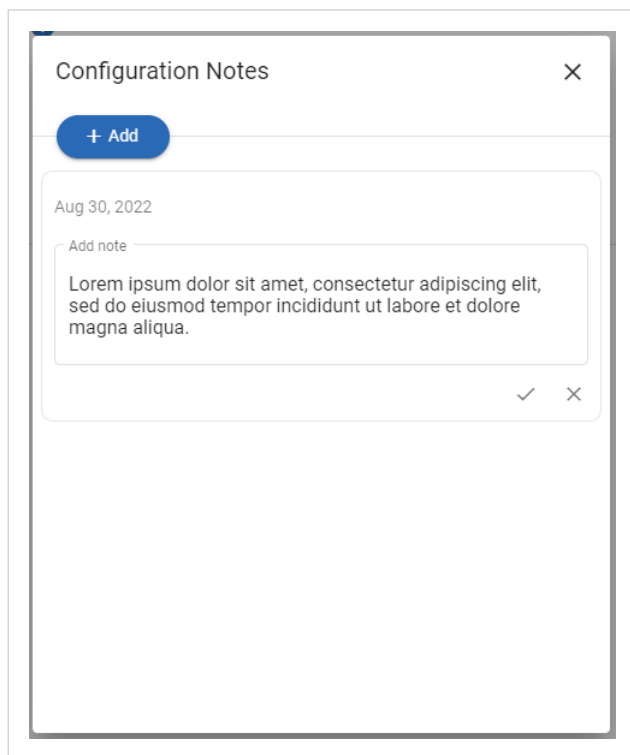 Configuration Notes
+ Add
Aug 30, 2022
Add note
Lorem ipsum dolor sit amet, consectetur adipiscing elit,
sed do eiusmod tempor incididunt ut labore et dolore
magna aliqua.